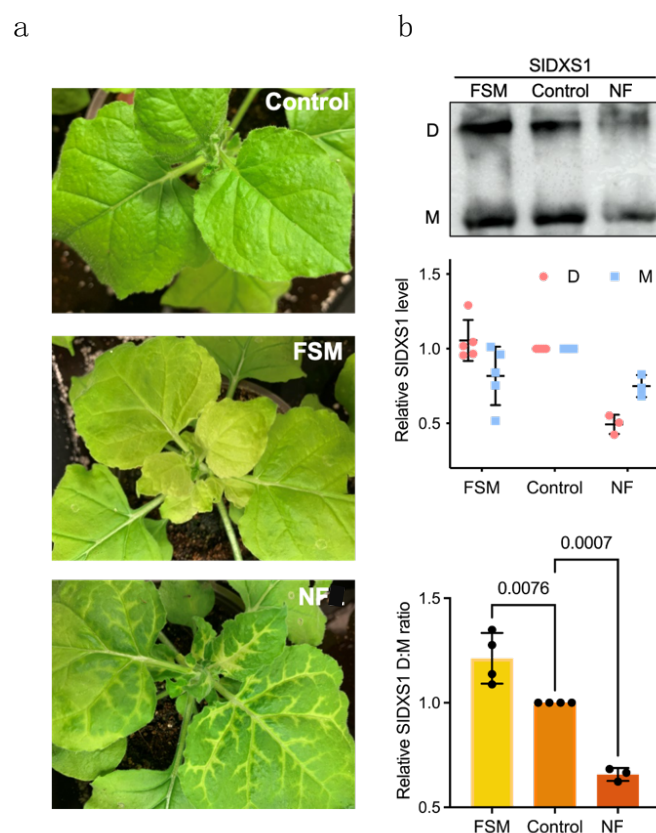 a
b
Control
FSM
NF
SlDXS1
FSM Control NF
D
M
D M
Relative SlDXS1 level
1.5
1.0
0.5
FSM Control NF
0.0007
0.0076
Relative SlDXS1 D:M ratio
1.5
1.0
0.5
FSM Control NF